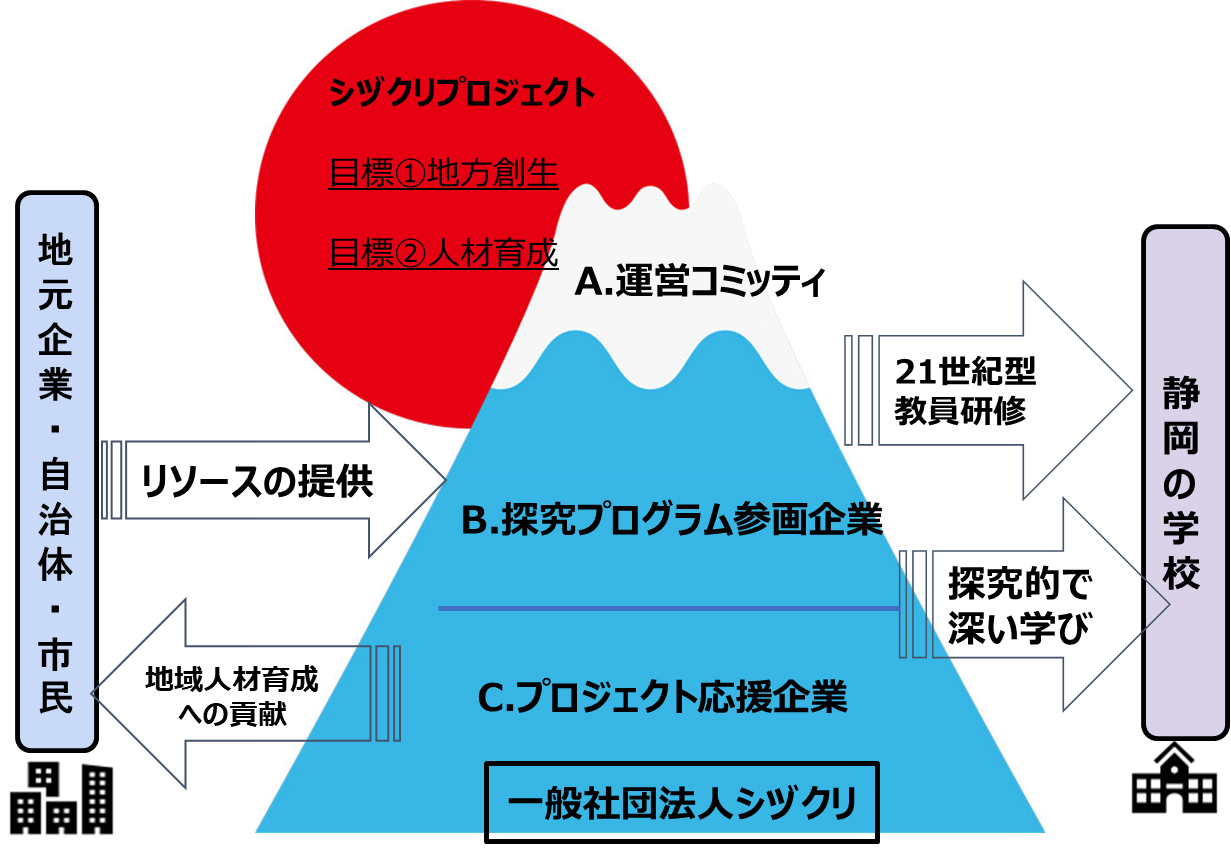 シヅクリプロジェクト
目標①地方創生
目標②人材育成
A.運営コミッティ
地元企業・自治体・市民
リソースの提供
21世紀型
教員研修
静岡の学校
B.探究プログラム参画企業
探究的で
深い学び
地域人材育成
への貢献
C.プロジェクト応援企業
一般社団法人シヅクリ